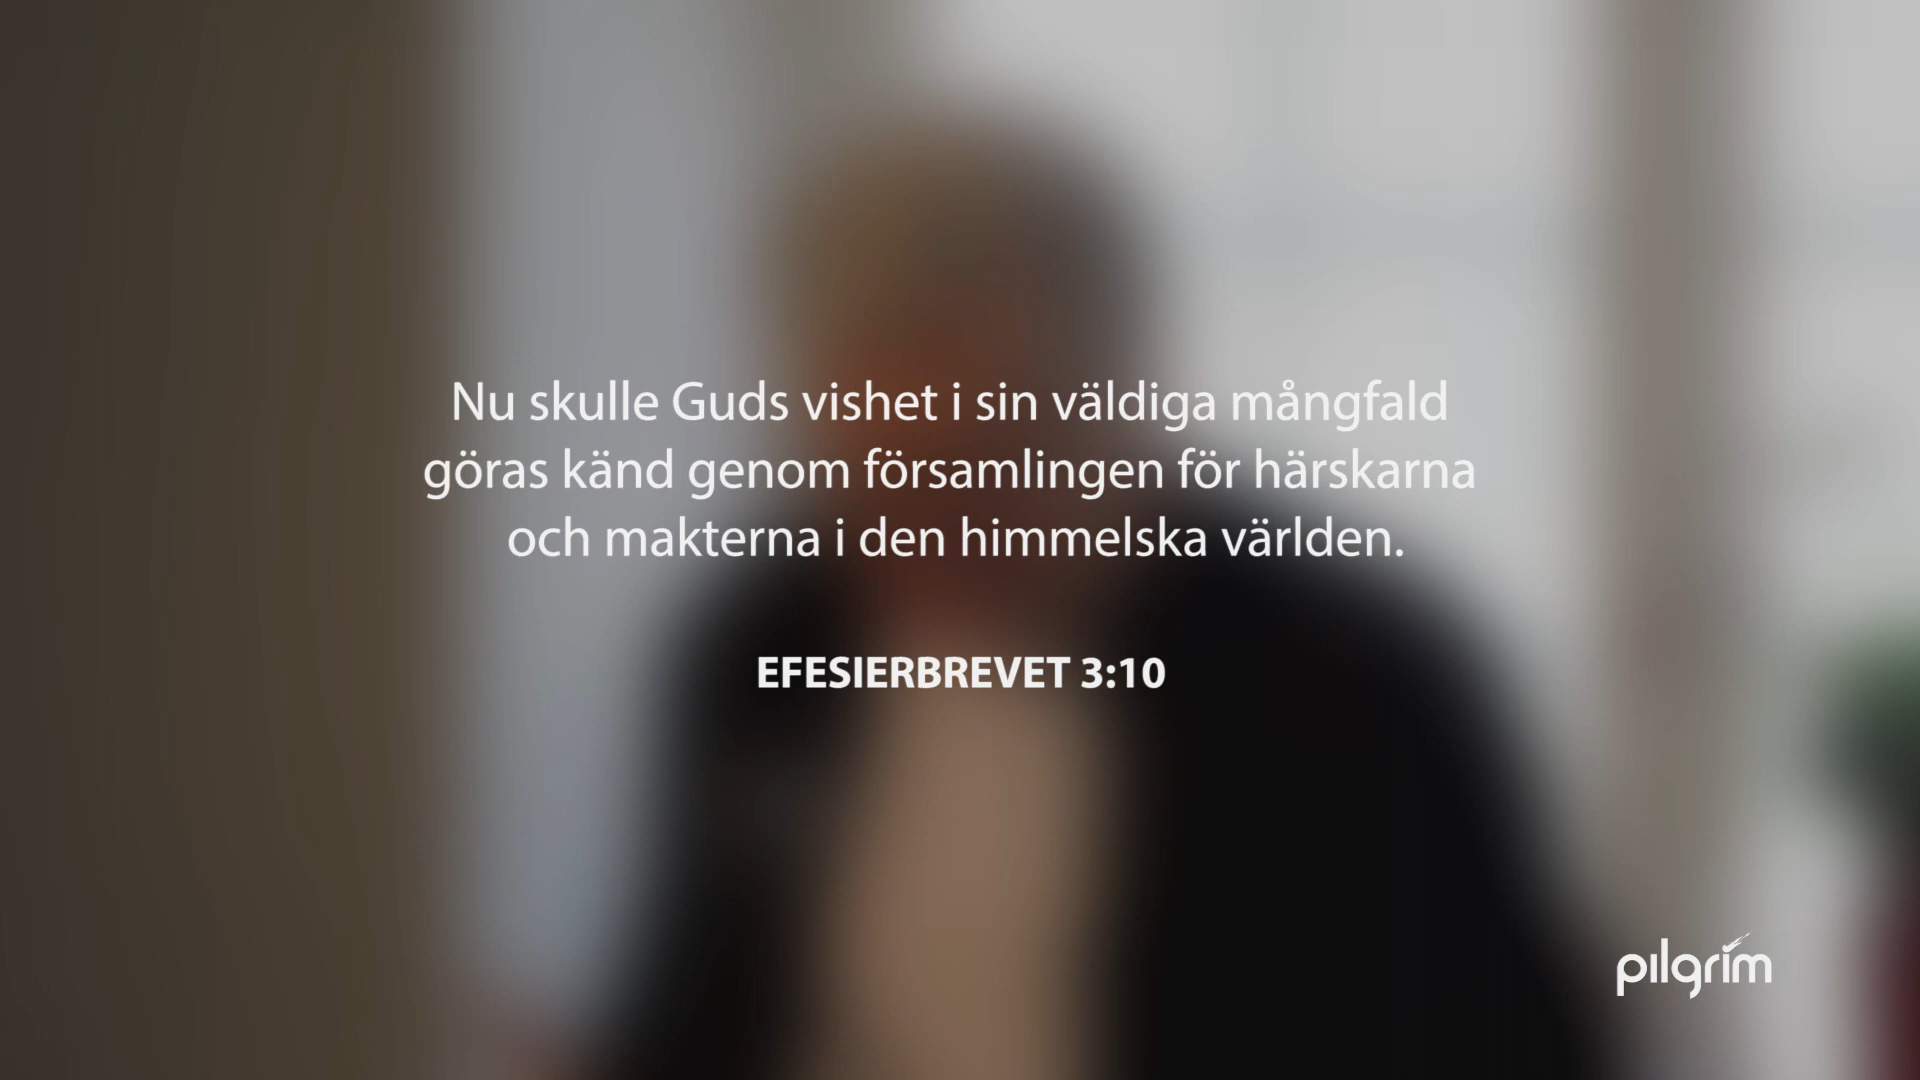 Nu skulle Guds vishet i sin väldiga mångfald
göras känd genom församlingen för härskarna
och makterna i den himmelska världen.
EFESIERBREVET 3:10
pilgrim